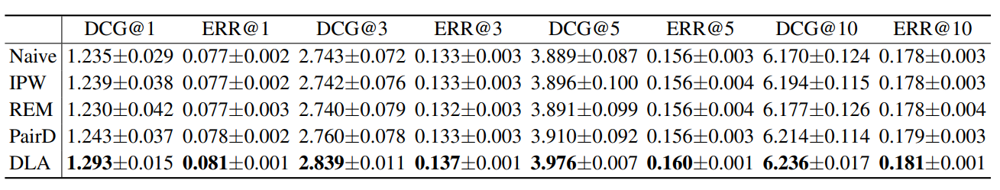 DCG@1 ERR@1 DCG@3 ERR@3 DCG@5 ERR@5 DCG@10 ERR@10
Naive 1.235±0.029 0.077±0.002 2.743±0.072 0.133±0.003 3.889±0.087 0.156±0.003 6.170±0.124 0.178±0.003
IPW 1.239±0.038 0.077±0.002 2.742±0.076 0.133±0.003 3.896±0.100 0.156±0.004 6.194±0.115 0.178±0.003
REM 1.230±0.042 0.077±0.003 2.740±0.079 0.132±0.003 3.891±0.099 0.156±0.004 6.177±0.126 0.178±0.004
PairD 1.243±0.037 0.078±0.002 2.760±0.078 0.133±0.003 3.910±0.092 0.156±0.003 6.214±0.114 0.179±0.003
DLA 1.293±0.015 0.081±0.001 2.839±0.011 0.137±0.001 3.976±0.007 0.160±0.001 6.236±0.017 0.181±0.001